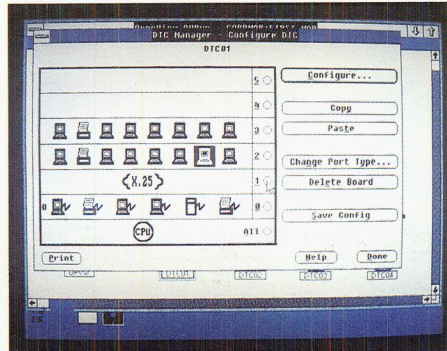 DTC Manager - Configure DTC
DTC01
5
Configure...
4
Copy
3
Paste
2
Change Port Type...
{X.25}
1
Delete Board
0
0
Save Config
CPU
All
Print
Help
Done
DTC01
DTC02
DTC03
DTC04